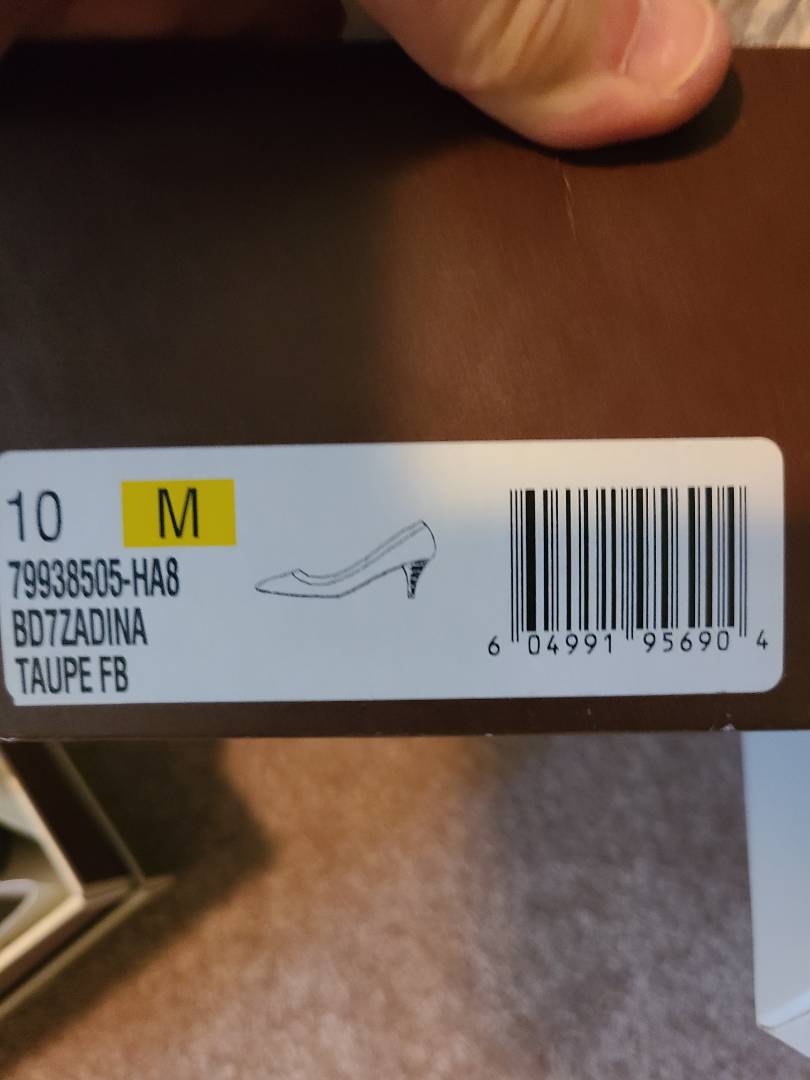 10 M
79938505-HA8
BD7ZADINA
TAUPE FB
6 04991 95690 4